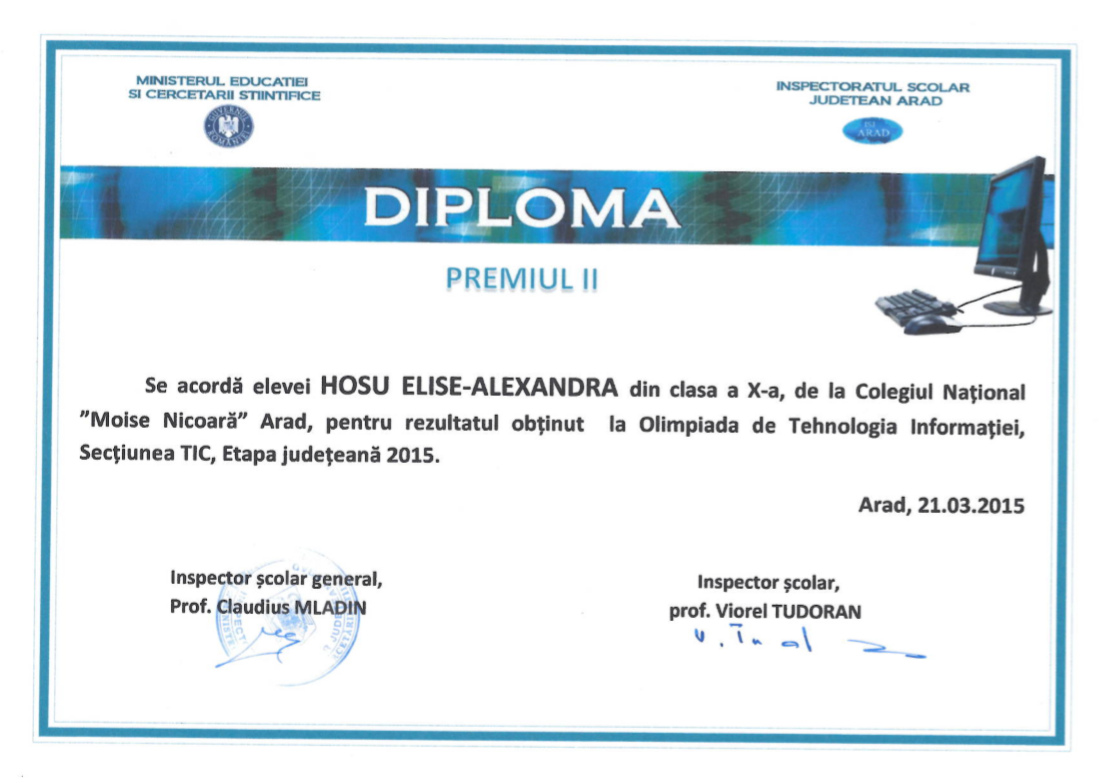 MINISTERUL EDUCATIEI
SI CERCETARII STIINTIFICE
GUVERNUL ROMÂNIEI
INSPECTORATUL SCOLAR
JUDETEAN ARAD
ISJ
ARAD
DIPLOMA
PREMIUL II
Se acordă elevei HOSU ELISE-ALEXANDRA din clasa a X-a, de la Colegiul Național
”Moise Nicoară” Arad, pentru rezultatul obținut la Olimpiada de Tehnologia Informației,
Secțiunea TIC, Etapa județeană 2015.
Arad, 21.03.2015
Inspector școlar general,
Prof. Claudius MLADIN
Inspector școlar,
prof. Viorel TUDORAN